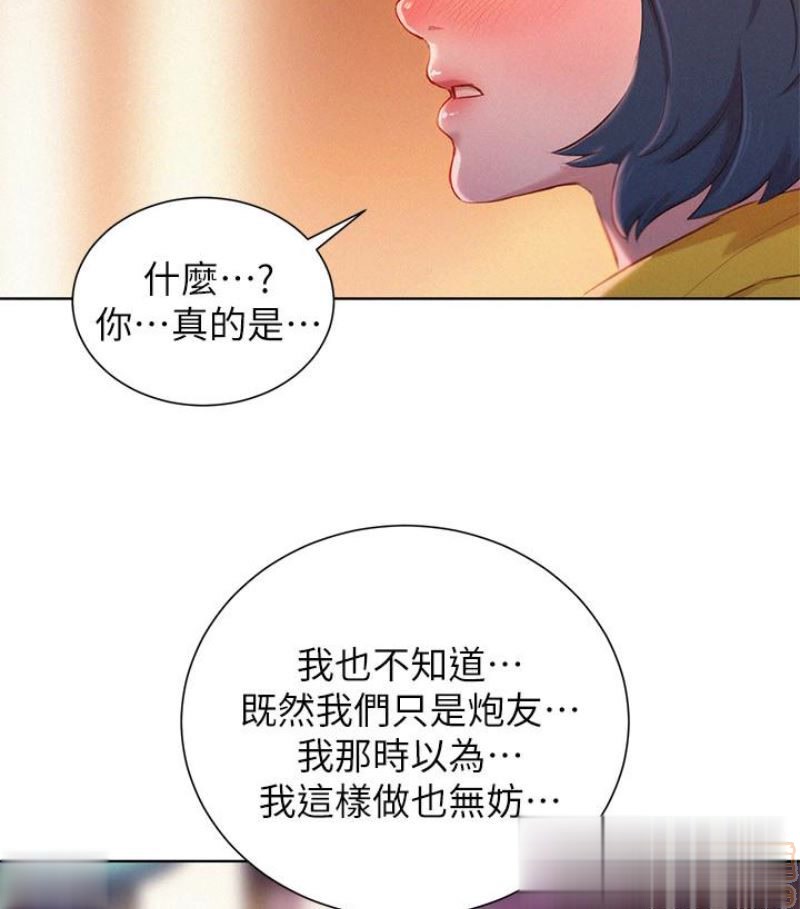 什麼⋯?
你⋯真的是⋯
我也不知道⋯
既然我們只是炮友⋯
我那時以為⋯
我這樣做也無妨⋯